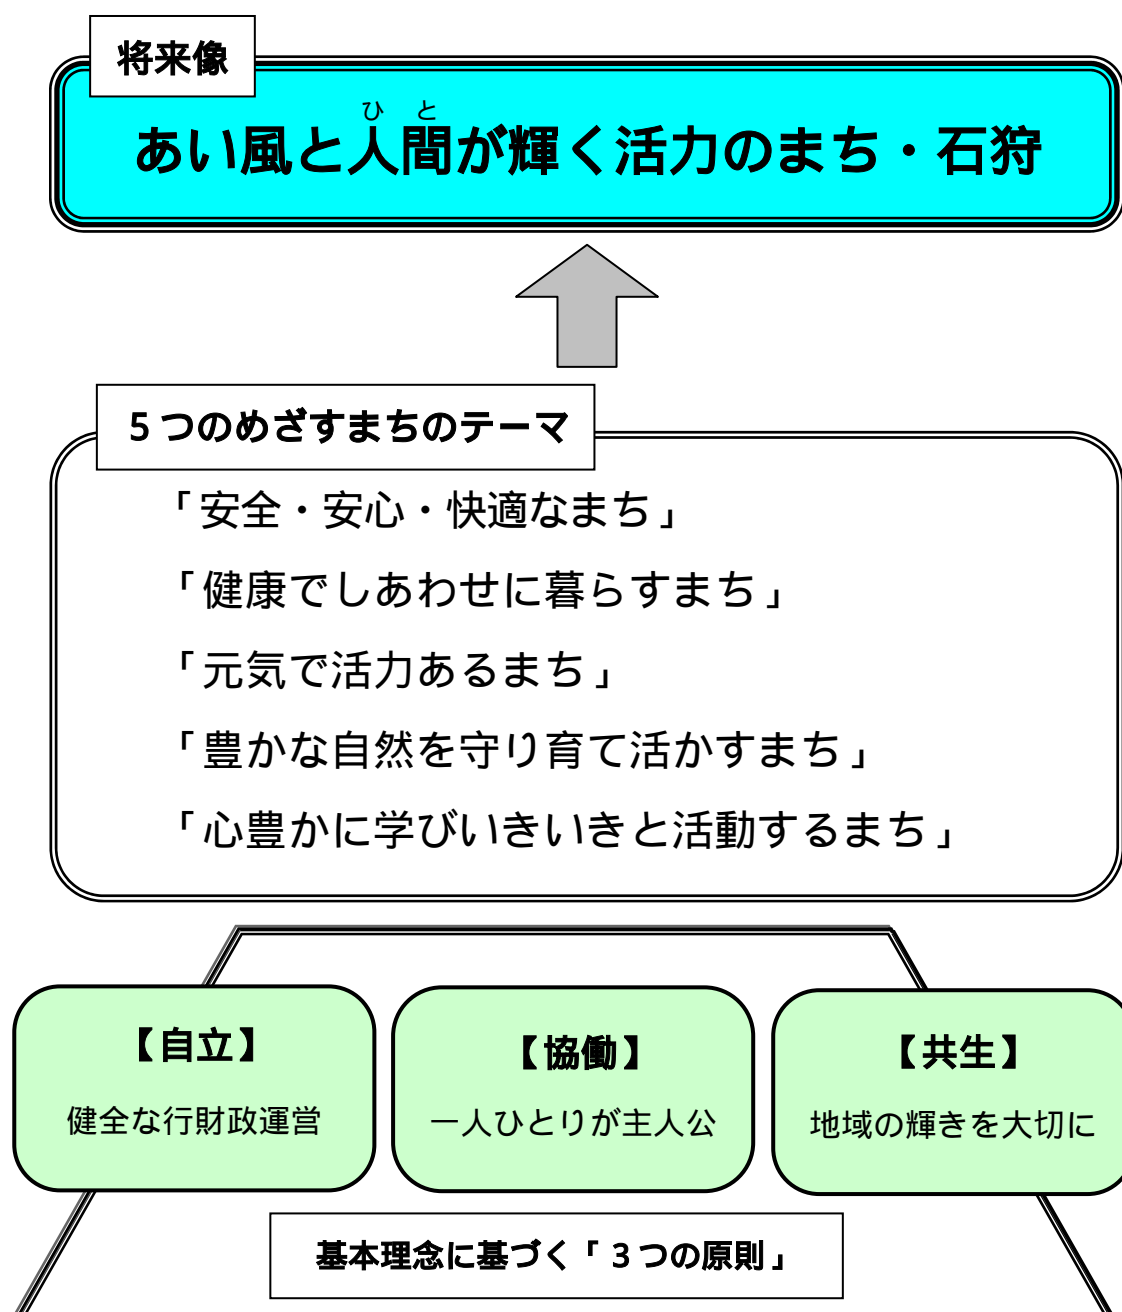 将来像
ひと
あい風と人間が輝く活力のまち・石狩
5つのめざすまちのテーマ
「安全・安心・快適なまち」
「健康でしあわせに暮らすまち」
「元気で活力あるまち」
「豊かな自然を守り育て活かすまち」
「心豊かに学びいきいきと活動するまち」
【自立】
健全な行財政運営
【協働】
一人ひとりが主人公
【共生】
地域の輝きを大切に
基本理念に基づく「3つの原則」